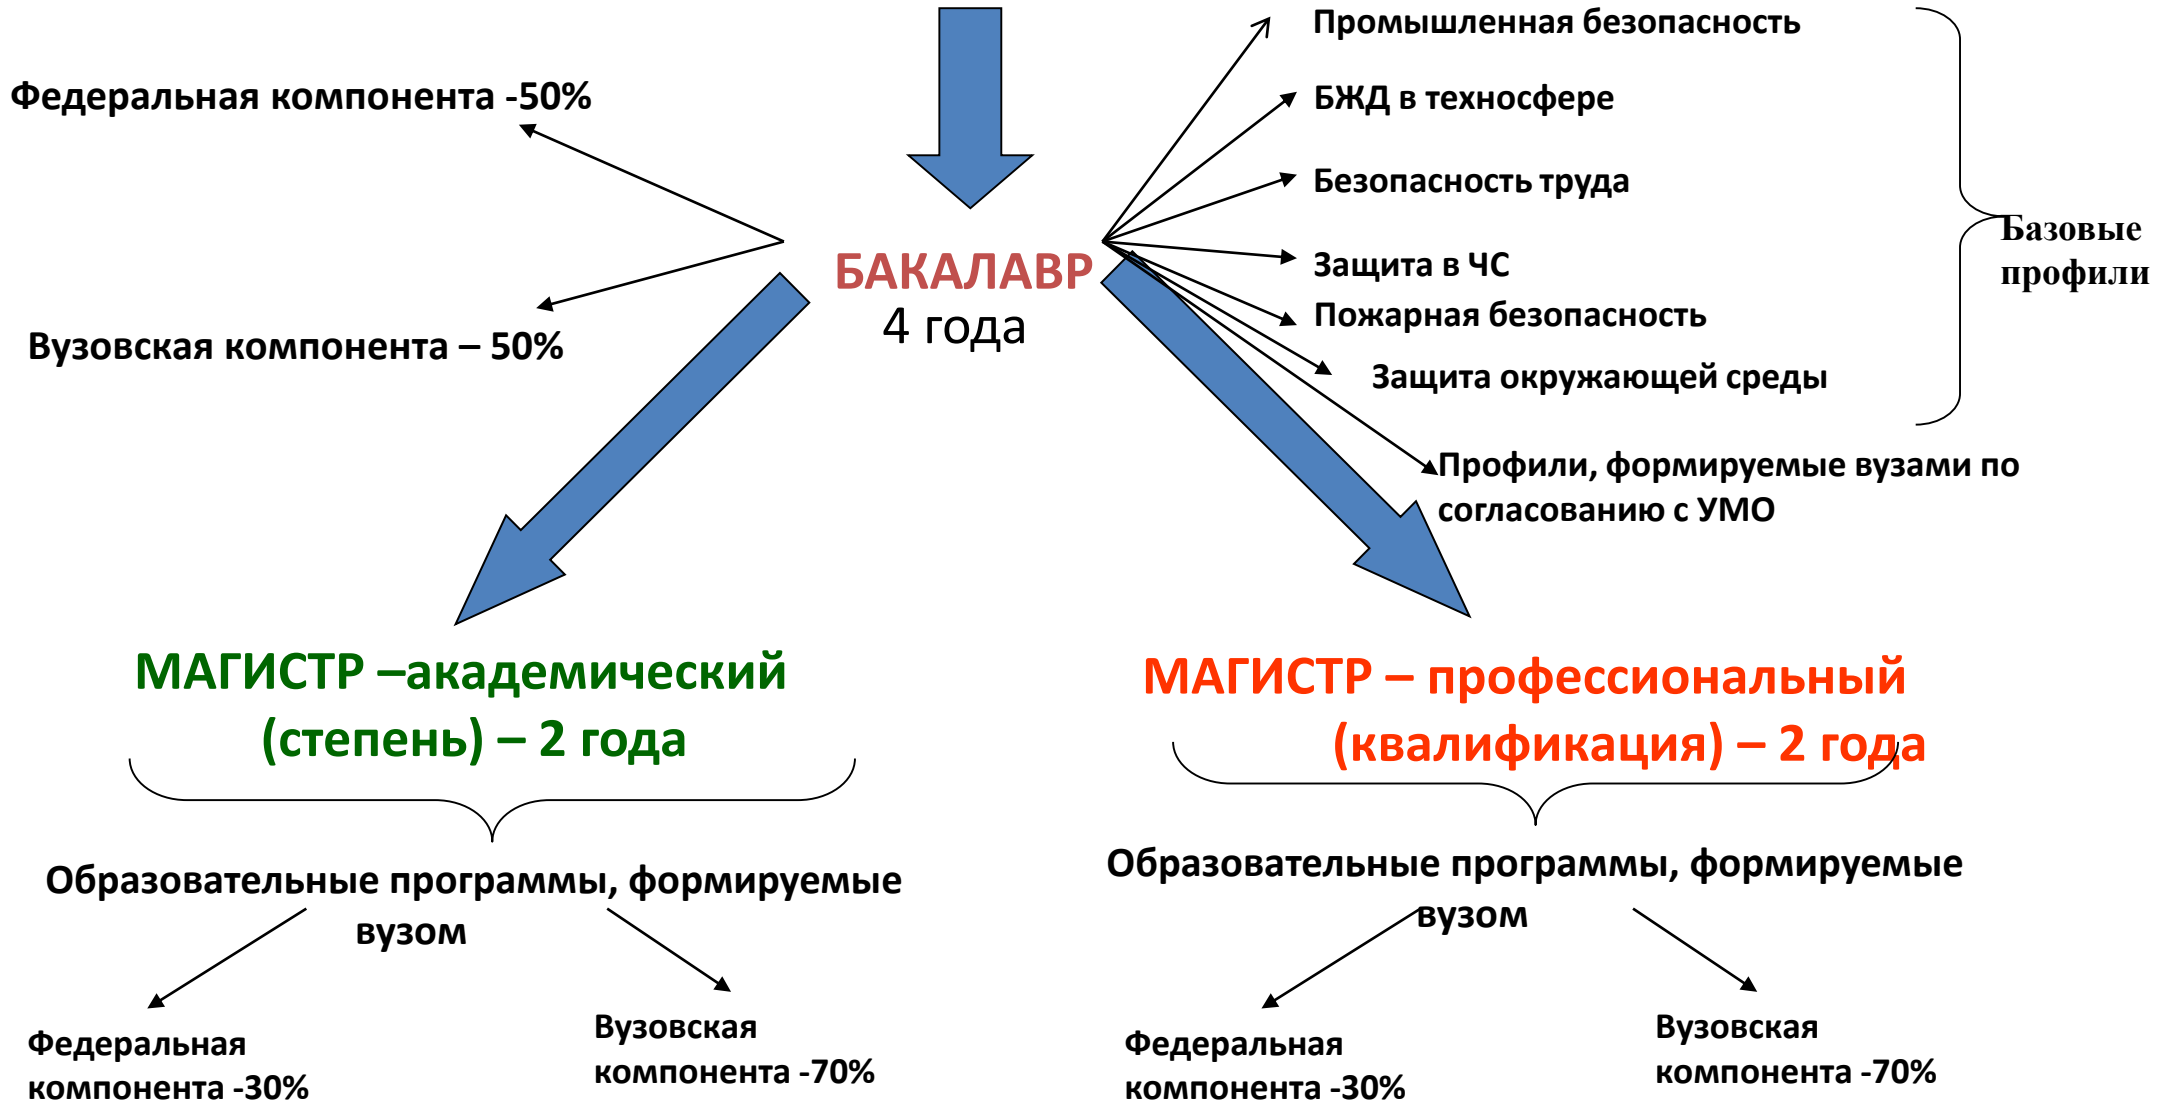 Промышленная безопасность
Федеральная компонента -50%
БЖД в техносфере
Безопасность труда
Базовые
профили
БАКАЛАВР
4 года
Защита в ЧС
Пожарная безопасность
Вузовская компонента – 50%
Защита окружающей среды
Профили, формируемые вузами по
согласованию с УМО
МАГИСТР –академический
(степень) – 2 года
МАГИСТР – профессиональный
(квалификация) – 2 года
Образовательные программы, формируемые
вузом
Образовательные программы, формируемые
вузом
Федеральная
компонента -30%
Вузовская
компонента -70%
Федеральная
компонента -30%
Вузовская
компонента -70%